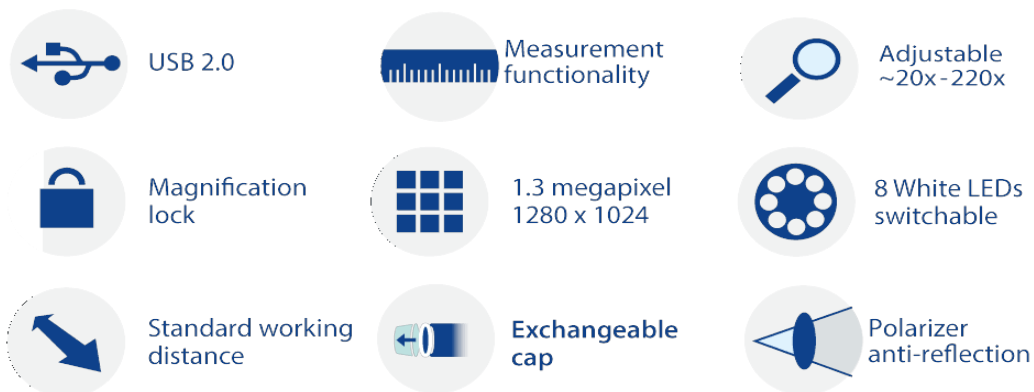 USB 2.0
Measurement
functionality
Adjustable
~20x-220x
Magnification
lock
1.3 megapixel
1280 x 1024
8 White LEDs
switchable
Standard working
distance
Exchangeable
cap
Polarizer
anti-reflection